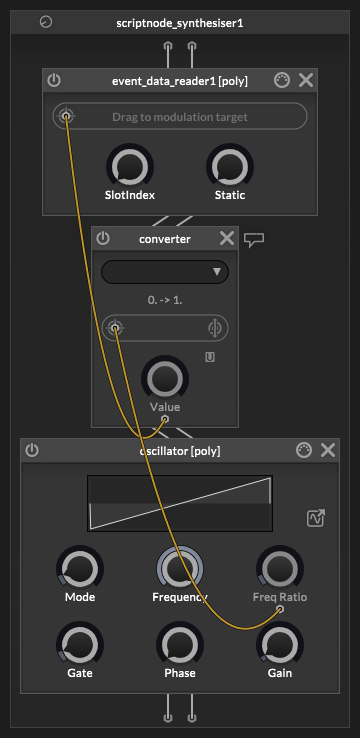 scriptnode_synthesiser1
event_data_reader1 [poly]
Drag to modulation target
SlotIndex
Static
converter
0. -> 1.
U
Value
oscillator [poly]
Mode
Frequency
Freq Ratio
Gate
Phase
Gain